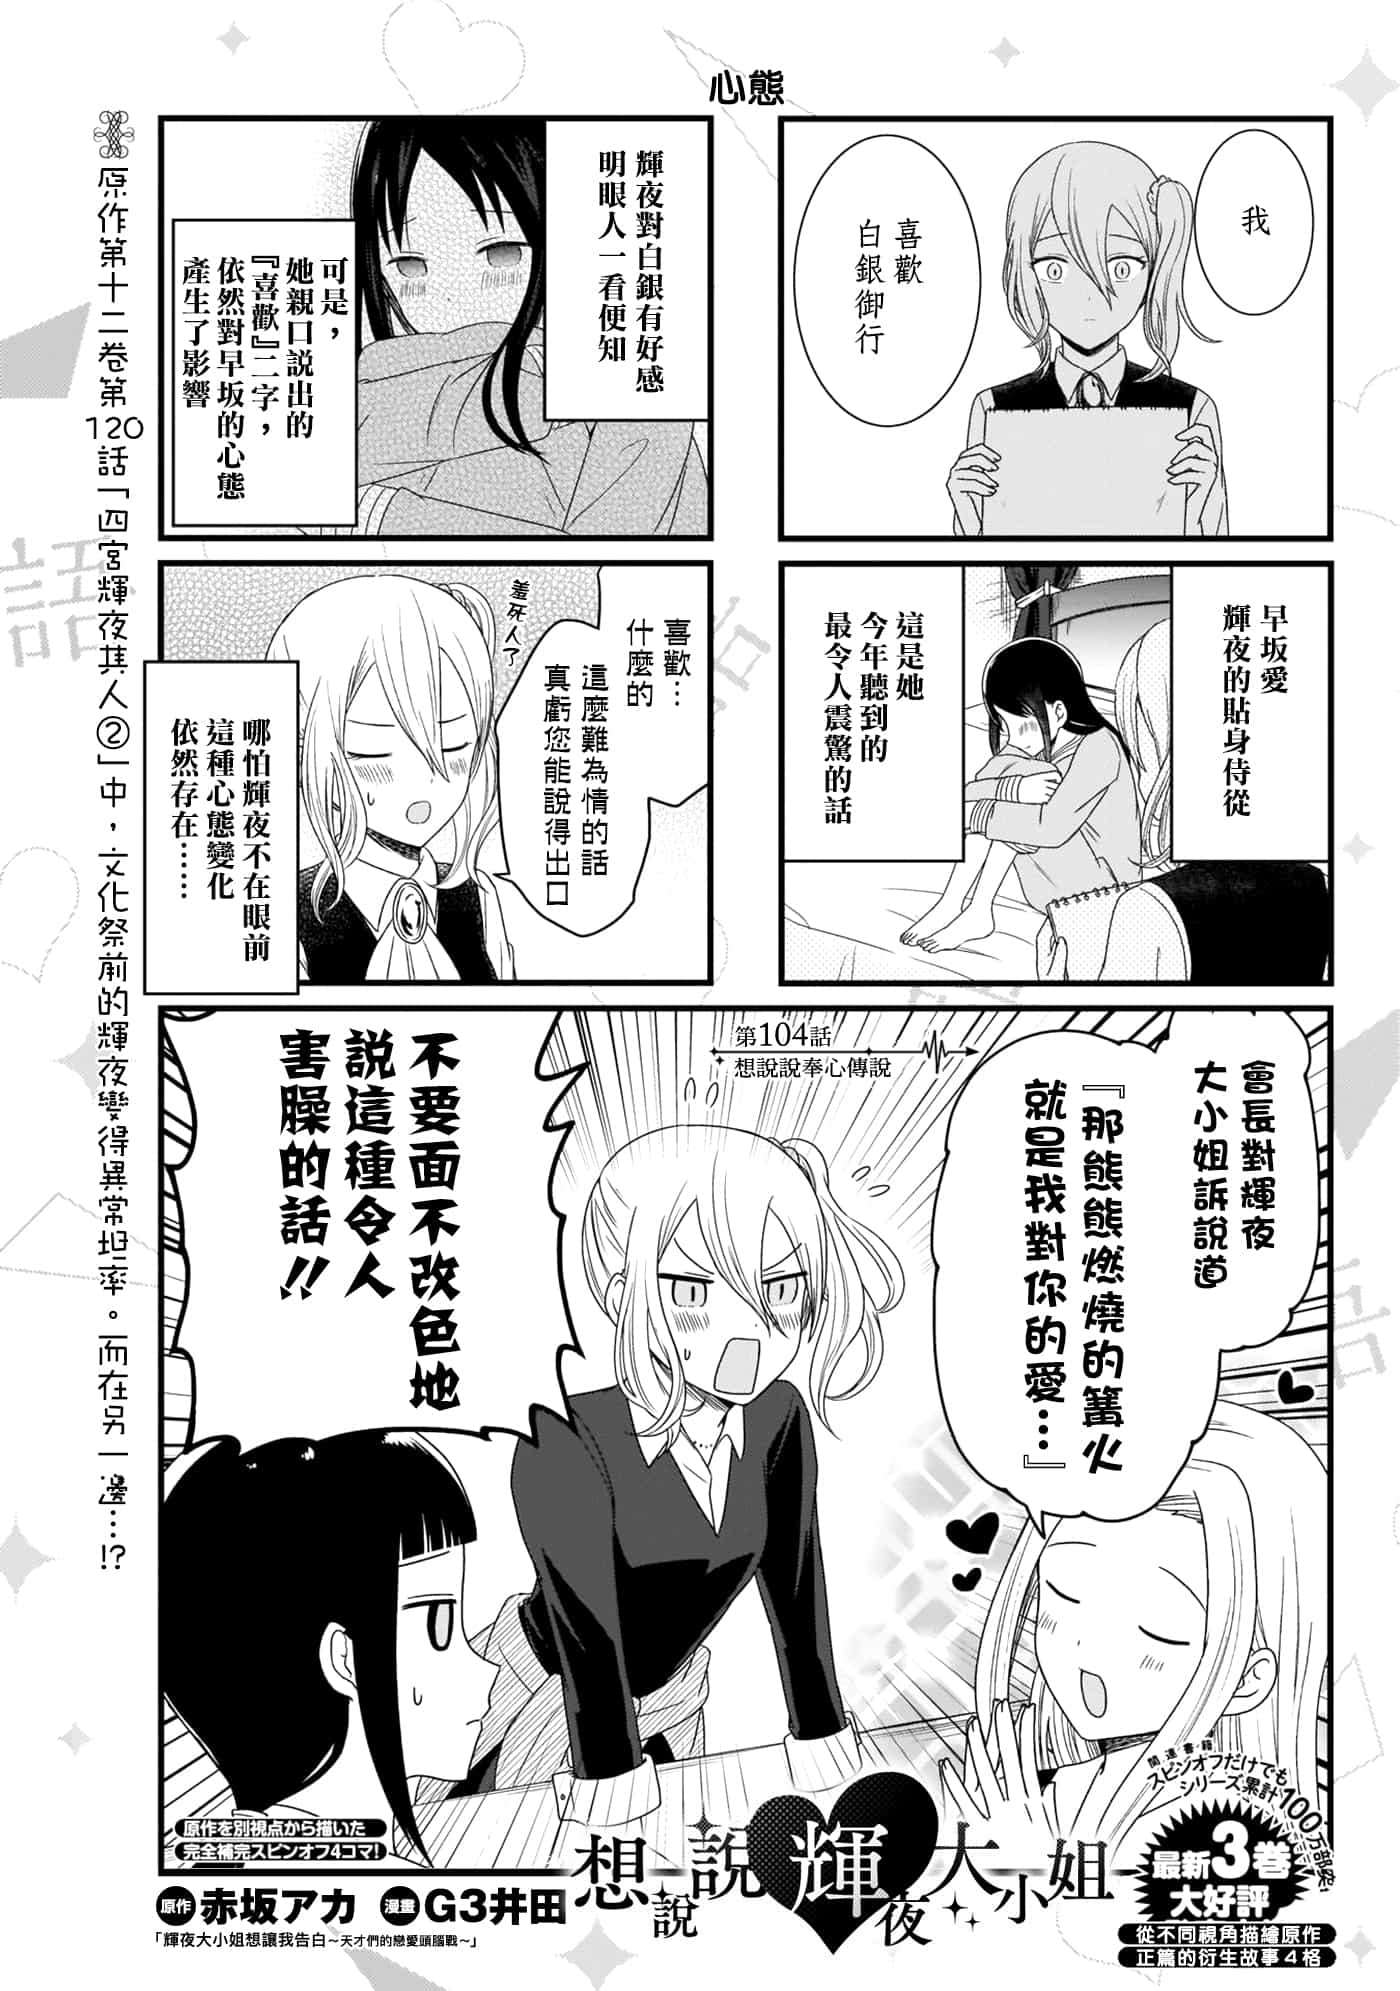 心態
我
喜歡
白銀御行
早坂愛
輝夜的貼身侍從
這是她
今年聽到的
最令人震驚的話
輝夜對白銀有好感
明眼人一看便知
可是，
她親口說出的
『喜歡』二字，
依然對早坂的心態
產生了影響
喜歡…
什麼的
這麼難為情的話
真虧您能說得出口
羞死人了
哪怕輝夜不在眼前
這種心態變化
依然存在……
第104話
想說說奉心傳說
會長對輝夜
大小姐訴說道
『那熊熊燃燒的篝火
就是我對你的愛…』
不要面不改色地
說這種令人
害臊的話!!
原作第十二卷第120話「四宮輝夜其人②」中，文化祭前的輝夜變得異常坦率。而在另一邊…!?
関連書籍
スピンオフだけでも
シリーズ累計100万部突破
最新3巻
大好評
從不同視角描繪原作
正篇的衍生故事4格
想說說輝夜大小姐
原作を別視点から描いた
完全補完スピンオフ4コマ!
原作 赤坂アカ 漫畫 G3井田
「輝夜大小姐想讓我告白～天才們的戀愛頭腦戰～」
話